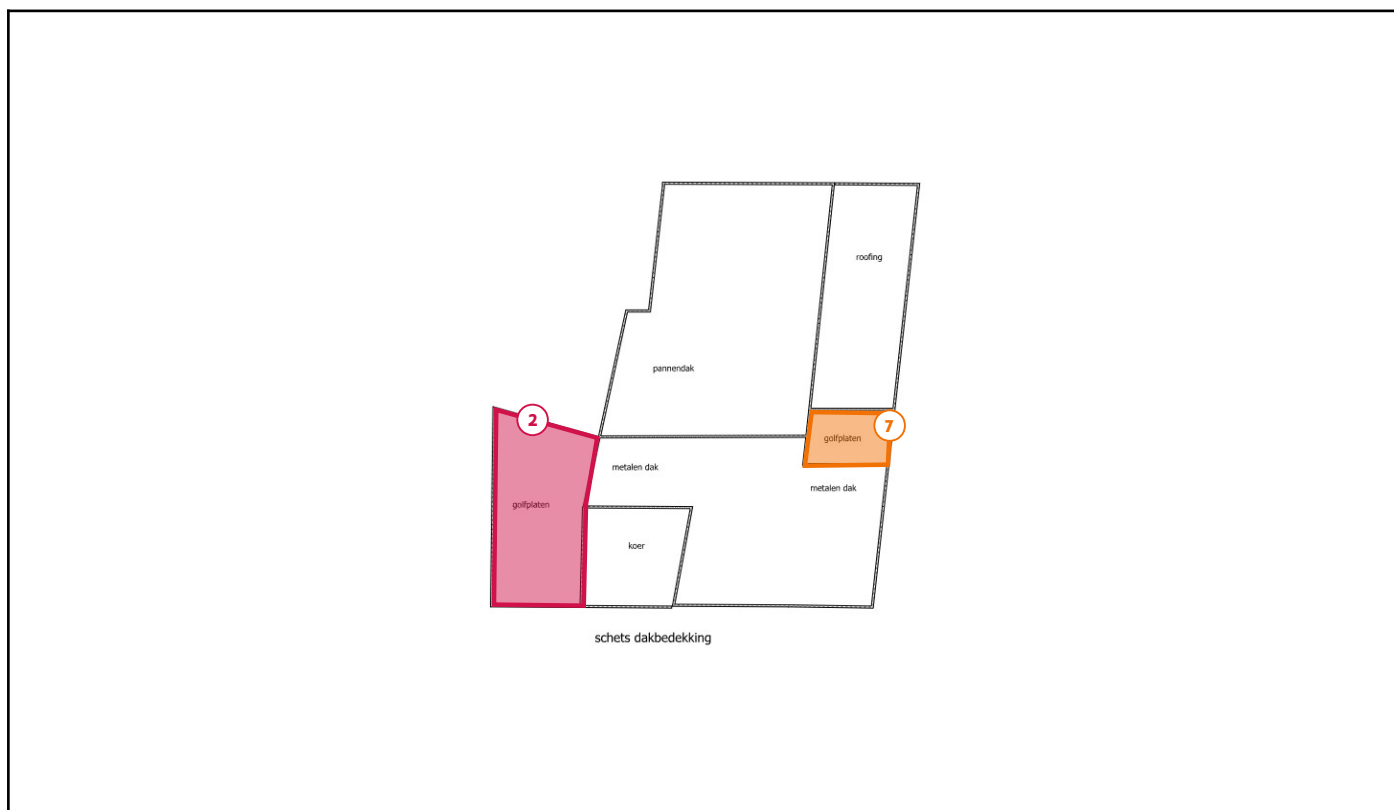 roofing
pannendak
2
7
golfplaten
metalen dak
metalen dak
golfplaten
koer
schets dakbedekking